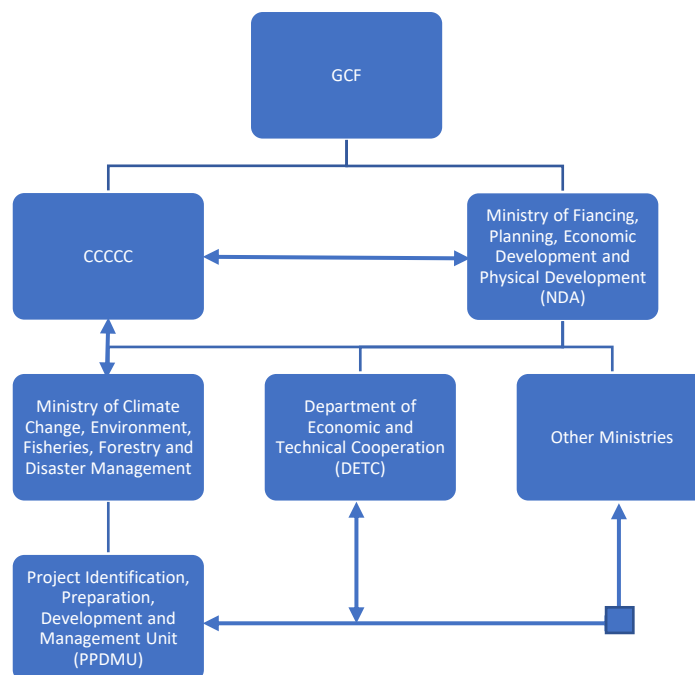 GCF
CCCCC
Ministry of Fiancing,
Planning, Economic
Development and
Physical Development
(NDA)
Ministry of Climate
Change, Environment,
Fisheries, Forestry and
Disaster Management
Department of
Economic and
Technical Cooperation
(DETC)
Other Ministries
Project Identification,
Preparation,
Development and
Management Unit
(PPDMU)